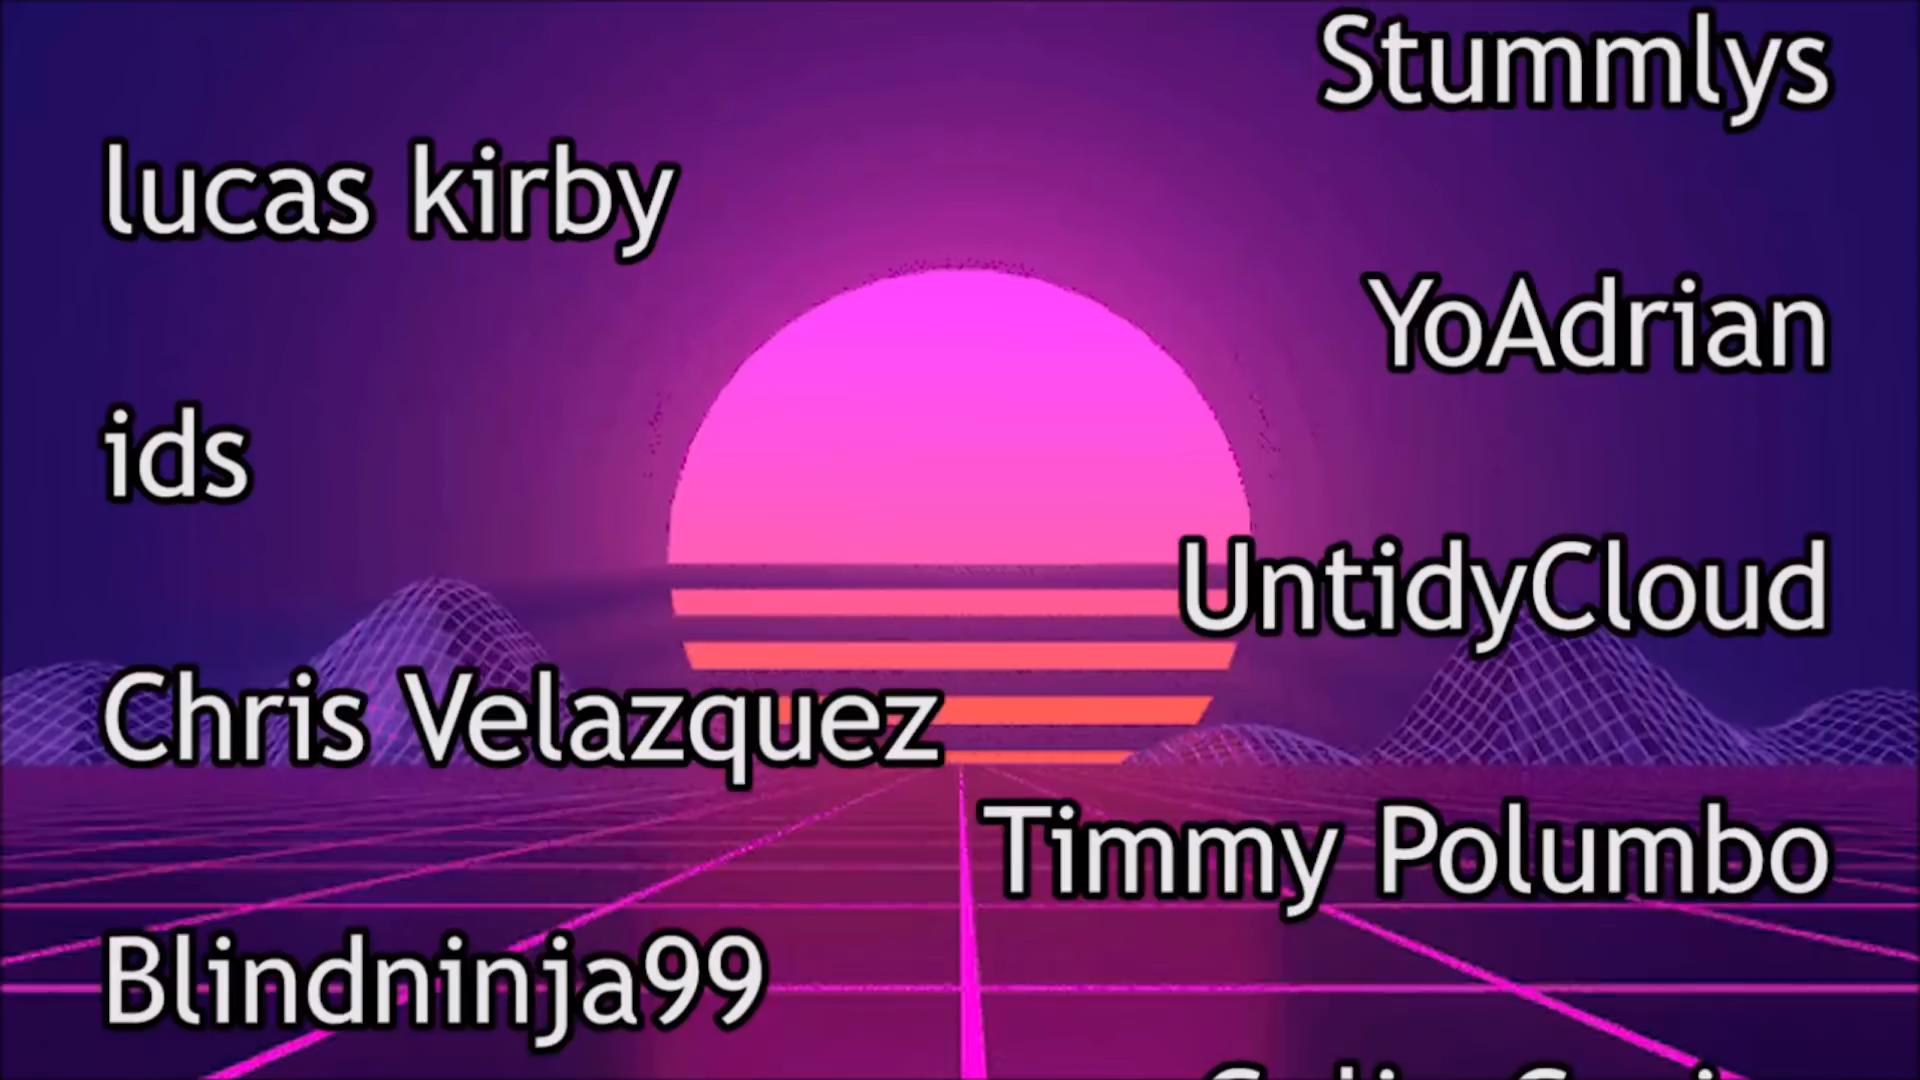 Stummlys
lucas kirby
YoAdrian
ids
UntidyCloud
Chris Velazquez
Timmy Polumbo
Blindninja99